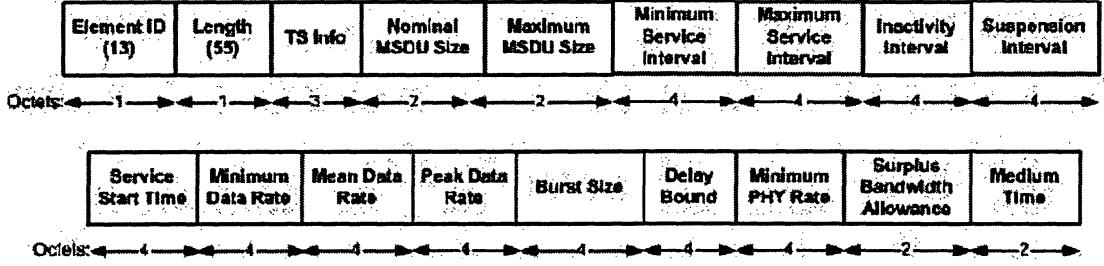 Element ID (13) Length (55) TS Info Nominal MSDU Size Maximum MSDU Size Minimum Service Interval Maximum Service Interval Inactivity Interval Suspension Interval
Octets: 1 1 3 2 2 4 4 4 4
Service Start Time Minimum Data Rate Mean Data Rate Peak Data Rate Burst Size Delay Bound Minimum PHY Rate Surplus Bandwidth Allowance Medium Time
Octets: 4 4 4 4 4 4 4 2 2